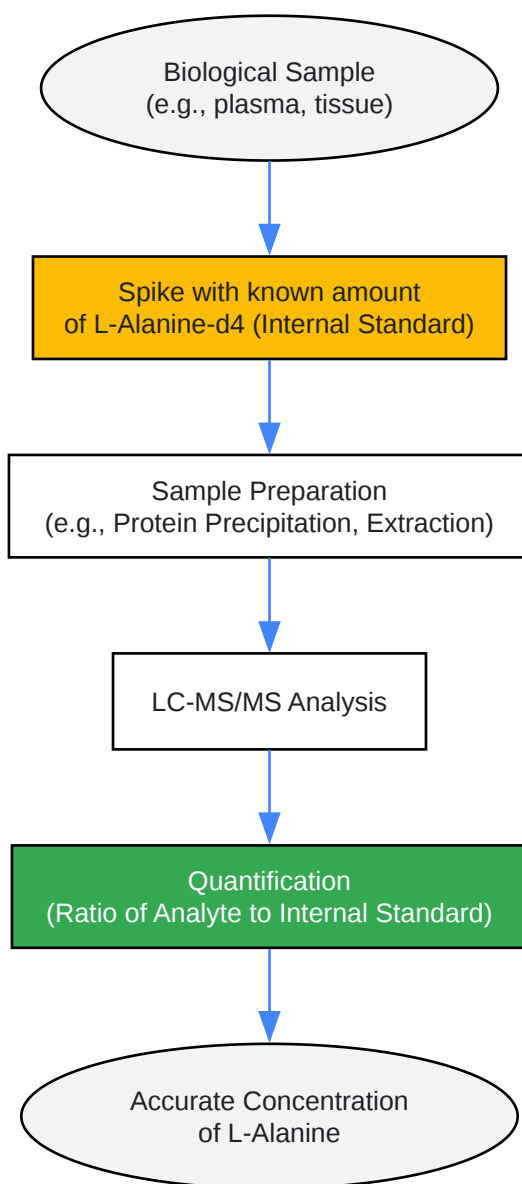 Biological Sample
(e.g., plasma, tissue)
Spike with known amount
of L-Alanine-d4 (Internal Standard)
Sample Preparation
(e.g., Protein Precipitation, Extraction)
LC-MS/MS Analysis
Quantification
(Ratio of Analyte to Internal Standard)
Accurate Concentration
of L-Alanine